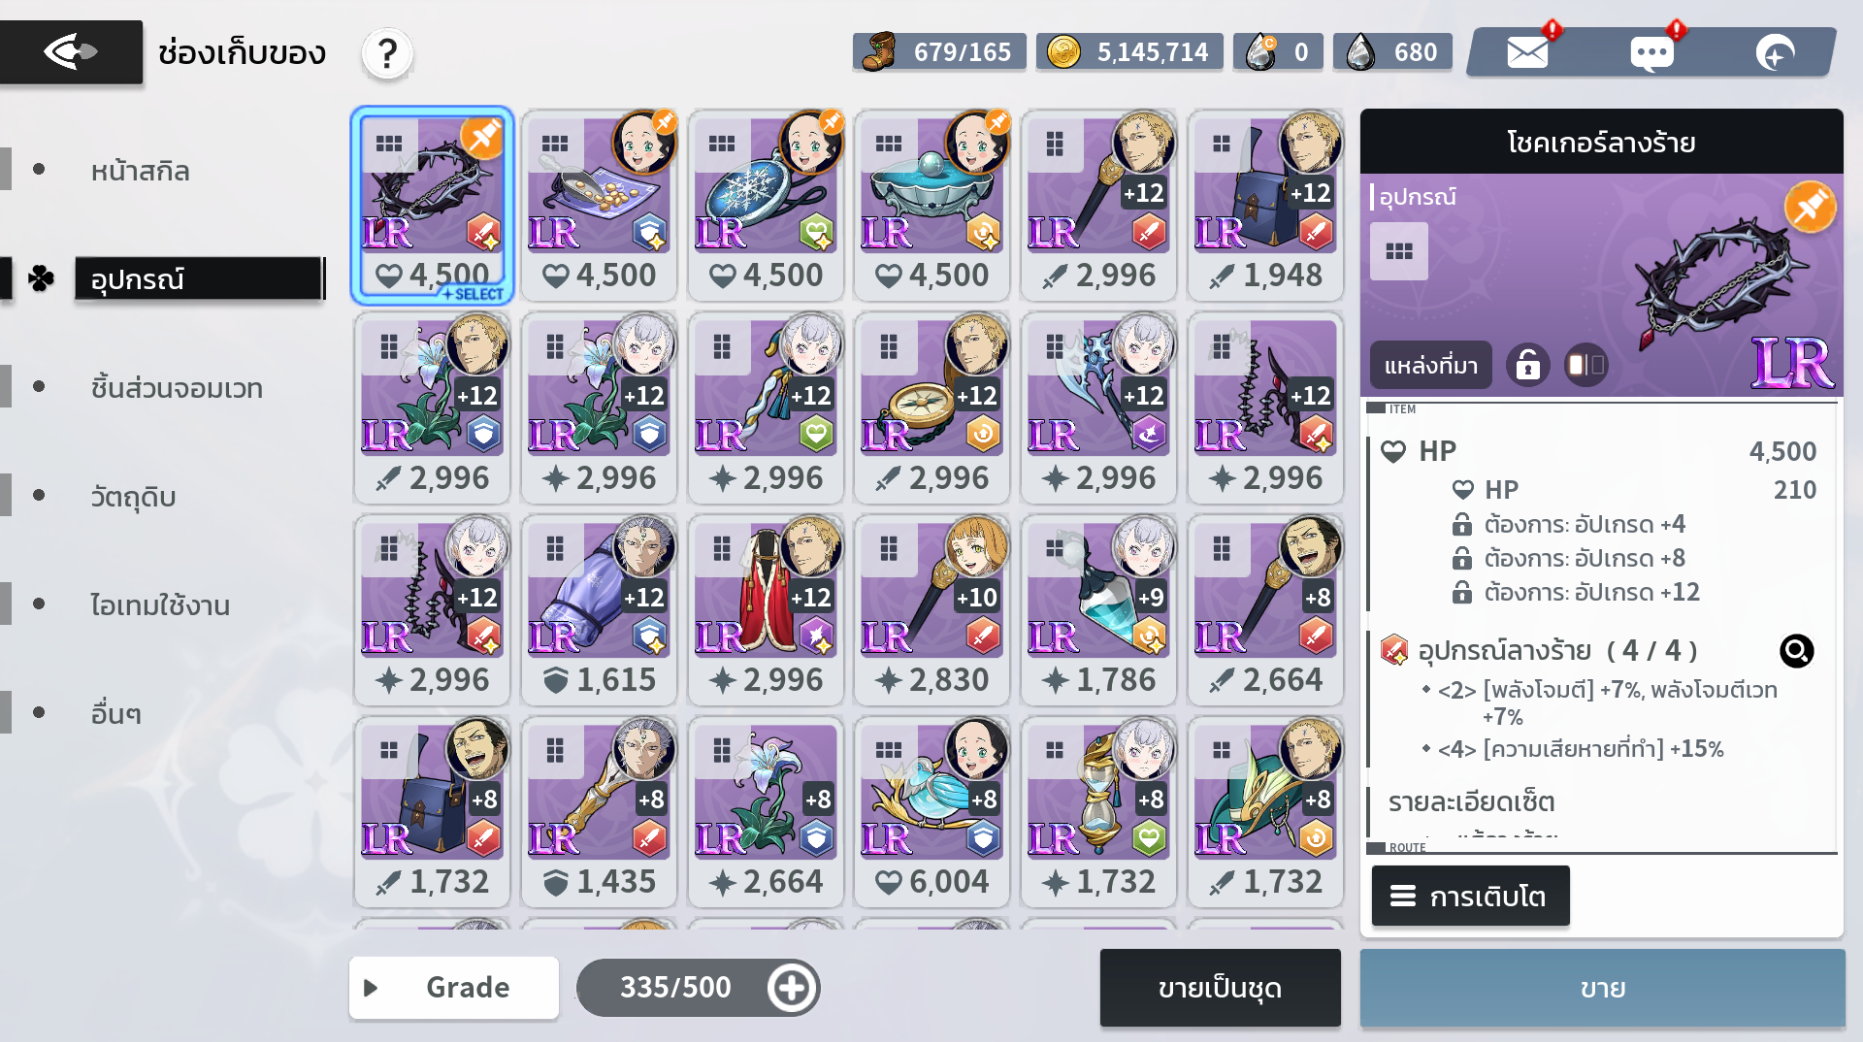 ช่องเก็บของ
?
679/165
5,145,714
C
0
680
หน้าสกิล
อุปกรณ์
ชิ้นส่วนจอมเวท
วัตถุดิบ
ไอเทมใช้งาน
อื่นๆ
LR
4,500
+SELECT
LR
4,500
LR
4,500
LR
4,500
+12
LR
2,996
+12
LR
1,948
+12
LR
2,996
+12
LR
2,996
+12
LR
2,996
+12
LR
2,996
+12
LR
2,996
+12
LR
2,996
+12
LR
2,996
+12
LR
1,615
+12
LR
2,996
+10
LR
2,830
+9
LR
1,786
+8
LR
2,664
+8
LR
1,732
+8
LR
1,435
+8
LR
2,664
+8
LR
6,004
+8
LR
1,732
+8
LR
1,732
Grade
335/500
ขายเป็นชุด
ขาย
โชคเกอร์ลางร้าย
อุปกรณ์
แหล่งที่มา
LR
ITEM
HP 4,500
HP 210
ต้องการ: อัปเกรด +4
ต้องการ: อัปเกรด +8
ต้องการ: อัปเกรด +12
อุปกรณ์ลางร้าย ( 4 / 4 )
<2> [พลังโจมตี] +7%, พลังโจมตีเวท
+7%
<4> [ความเสียหายที่ทำ] +15%
รายละเอียดเซ็ต
ROUTE
การเติบโต